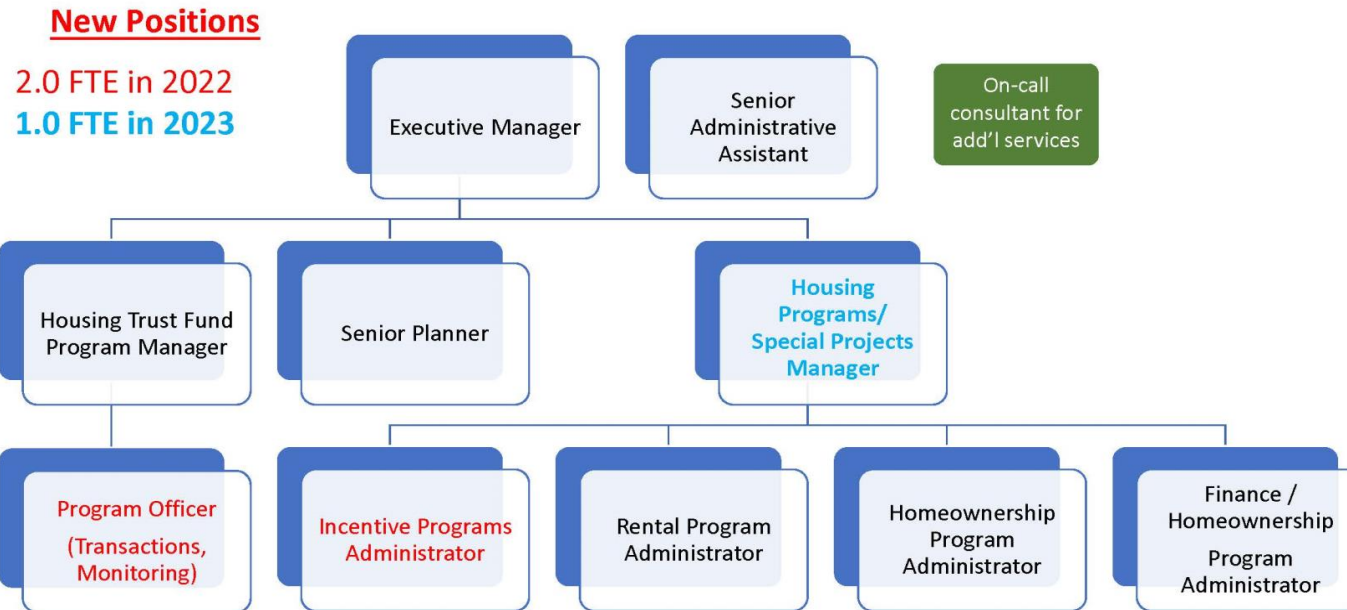 New Positions
2.0 FTE in 2022
1.0 FTE in 2023
Executive Manager
Senior
Administrative
Assistant
On-call
consultant for
add’l services
Housing Trust Fund
Program Manager
Senior Planner
Housing
Programs/
Special Projects
Manager
Program Officer
(Transactions,
Monitoring)
Incentive Programs
Administrator
Rental Program
Administrator
Homeownership
Program
Administrator
Finance /
Homeownership
Program
Administrator